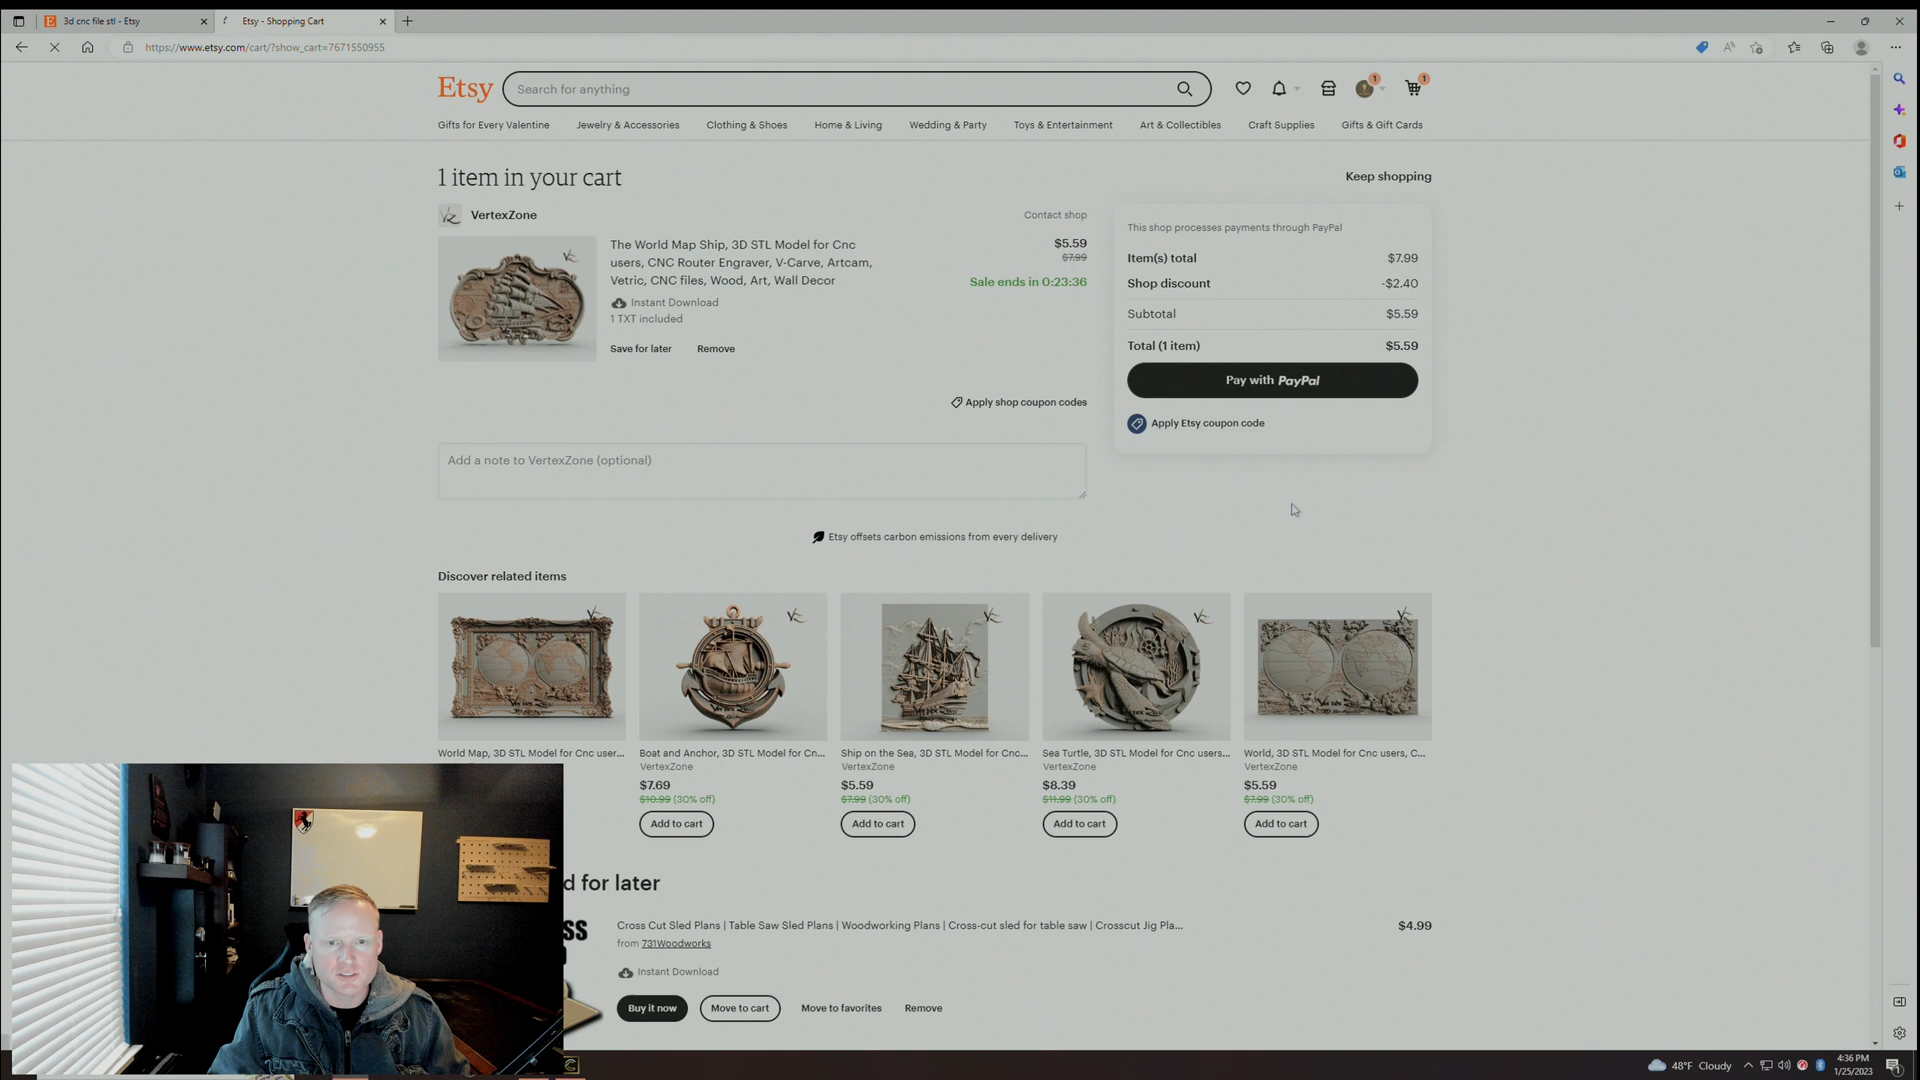 3d cnc file stl - Etsy
Etsy - Shopping Cart
https://www.etsy.com/cart/?show_cart=7671550955
Etsy
Search for anything
1
1
Gifts for Every Valentine
Jewelry & Accessories
Clothing & Shoes
Home & Living
Wedding & Party
Toys & Entertainment
Art & Collectibles
Craft Supplies
Gifts & Gift Cards
1 item in your cart
Keep shopping
VertexZone
Contact shop
The World Map Ship, 3D STL Model for Cnc
users, CNC Router Engraver, V-Carve, Artcam,
Vetric, CNC files, Wood, Art, Wall Decor
Instant Download
1 TXT included
Save for later
Remove
$5.59
$7.99
Sale ends in 0:23:36
Apply shop coupon codes
This shop processes payments through PayPal
Item(s) total $7.99
Shop discount -$2.40
Subtotal $5.59
Total (1 item) $5.59
Pay with PayPal
Apply Etsy coupon code
Add a note to VertexZone (optional)
Etsy offsets carbon emissions from every delivery
Discover related items
World Map, 3D STL Model for Cnc user...
Boat and Anchor, 3D STL Model for Cn...
VertexZone
$7.69
$10.99 (30% off)
Add to cart
Ship on the Sea, 3D STL Model for Cnc...
VertexZone
$5.59
$7.99 (30% off)
Add to cart
Sea Turtle, 3D STL Model for Cnc users...
VertexZone
$8.39
$11.99 (30% off)
Add to cart
World, 3D STL Model for Cnc users, C...
VertexZone
$5.59
$7.99 (30% off)
Add to cart
d for later
SS
Cross Cut Sled Plans | Table Saw Sled Plans | Woodworking Plans | Cross-cut sled for table saw | Crosscut Jig Pla...
$4.99
from 731Woodworks
Instant Download
Buy it now
Move to cart
Move to favorites
Remove
48°F Cloudy
4:36 PM
1/25/2023